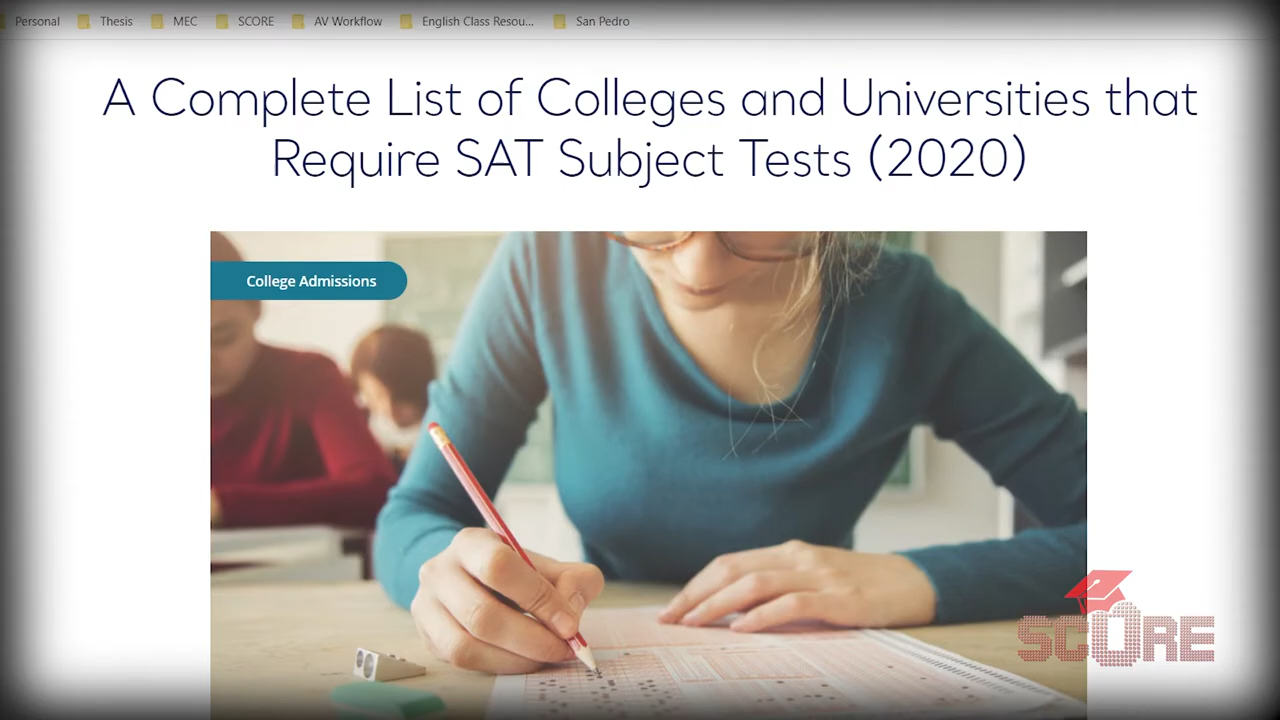 Personal Thesis MEC SCORE AV Workflow English Class Resou... San Pedro
A Complete List of Colleges and Universities that
Require SAT Subject Tests (2020)
College Admissions
SCORE